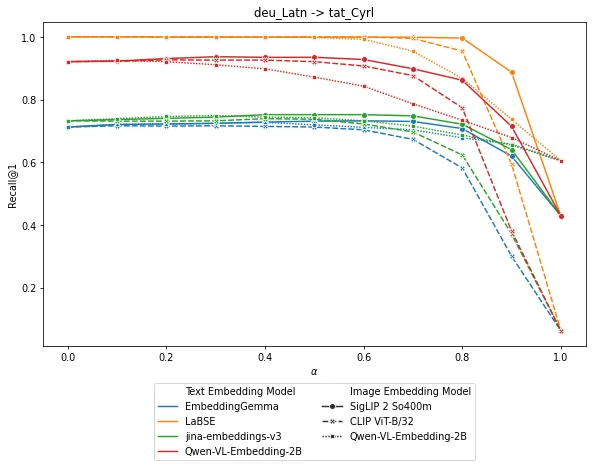 deu_Latn -> tat_Cyrl
Recall@1
1.0
0.8
0.6
0.4
0.2
0.0 0.2 0.4 0.6 0.8 1.0
α
Text Embedding Model Image Embedding Model
EmbeddingGemma SigLIP 2 So400m
LaBSE CLIP ViT-B/32
jina-embeddings-v3 Qwen-VL-Embedding-2B
Qwen-VL-Embedding-2B